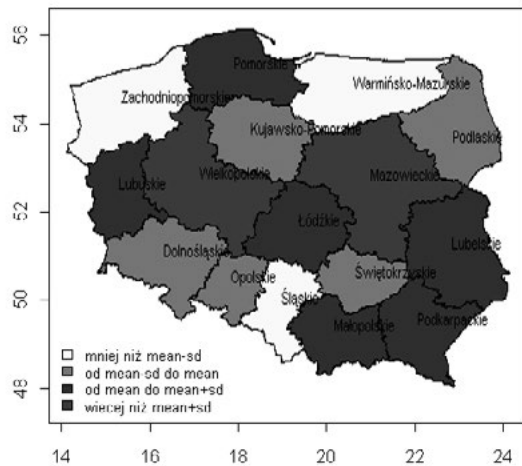 56
54
52
50
48
14 16 18 20 22 24
Pomorskie
Warmińsko-Mazurskie
Zachodniopomorskie
Kujawsko-Pomorskie
Podlaskie
Lubuskie
Wielkopolskie
Mazowieckie
Łódźkie
Lubelskie
Dolnośląskie
Opolskie
Świętokrzyskie
Śląskie
Małopolskie
Podkarpackie
mniej niż mean-sd
od mean-sd do mean
od mean do mean+sd
wiecej niż mean+sd